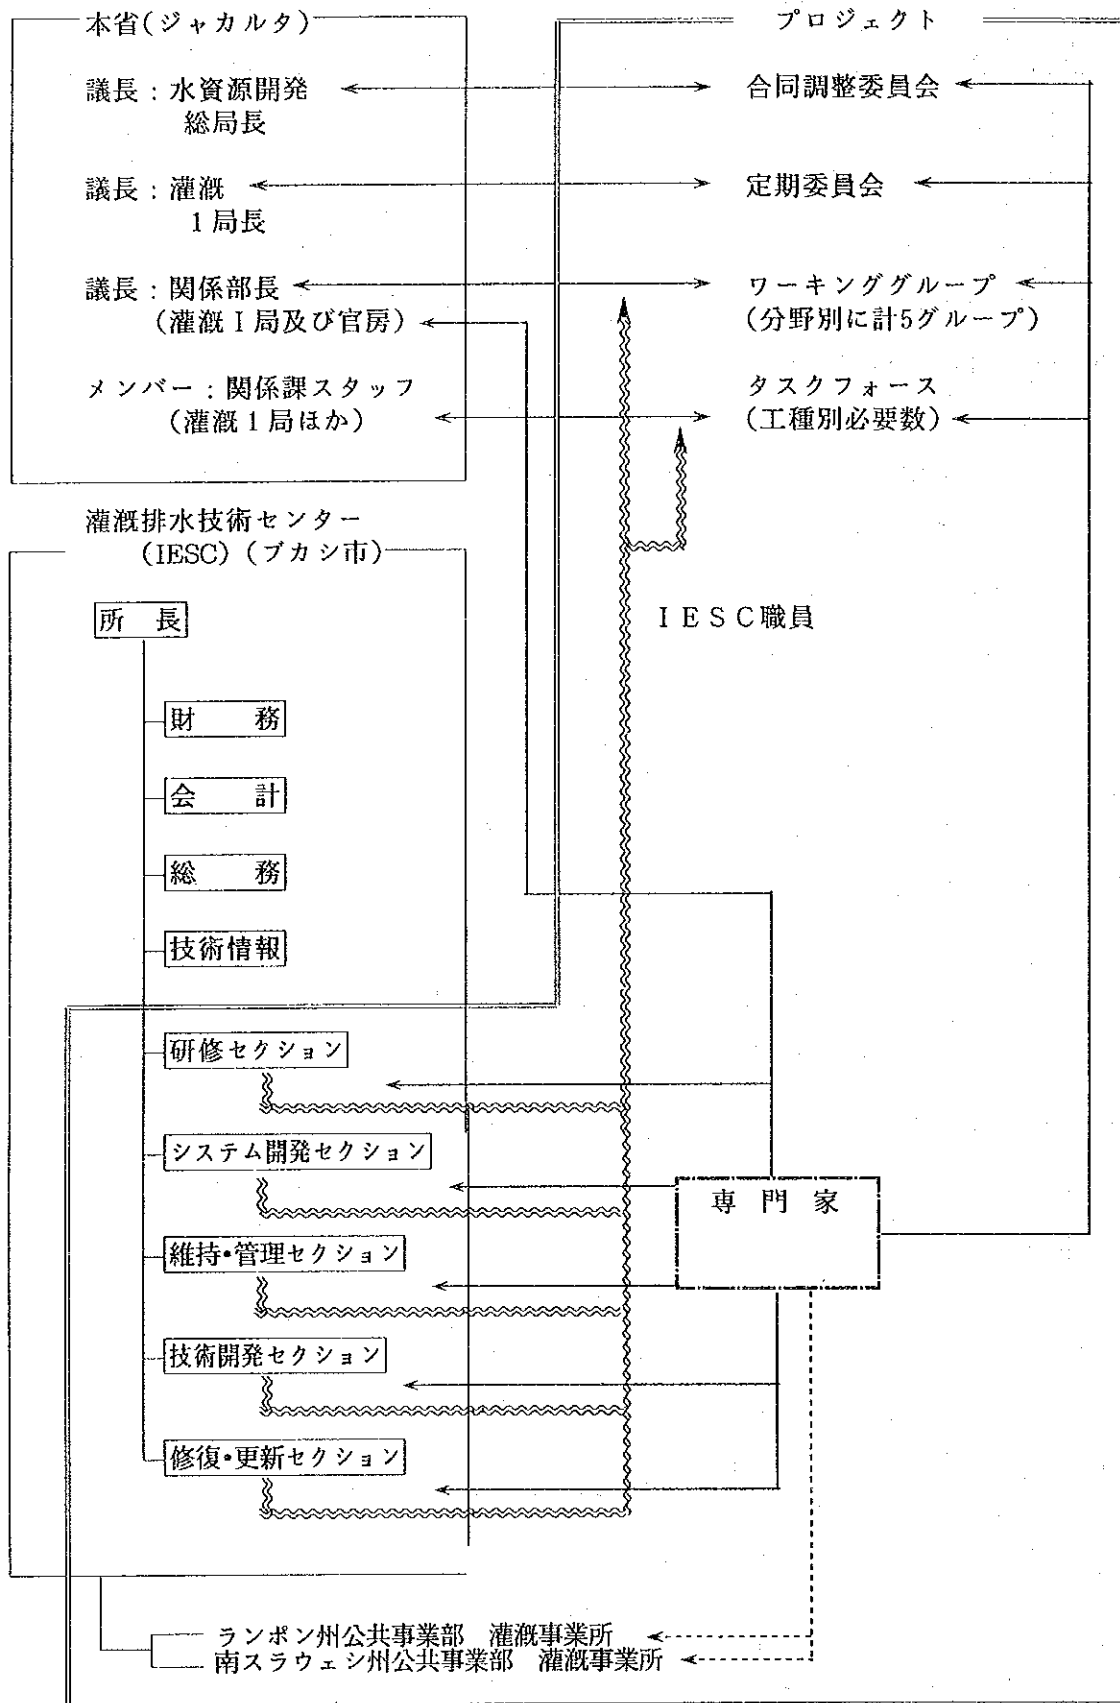 本省(ジャカルタ)
プロジェクト
議長：水資源開発
総局長
合同調整委員会
議長：灌漑
1局長
定期委員会
議長：関係部長
(灌漑Ⅰ局及び官房)
ワーキンググループ
(分野別に計5グループ)
メンバー：関係課スタッフ
(灌漑1局ほか)
タスクフォース
(工種別必要数)
灌漑排水技術センター
(IESC) (ブカシ市)
所　長
ＩＥＳＣ職員
財　　務
会　　計
総　　務
技術情報
研修セクション
システム開発セクション
専　門　家
維持・管理セクション
技術開発セクション
修復・更新セクション
ランポン州公共事業部　灌漑事業所
南スラウェシ州公共事業部　灌漑事業所